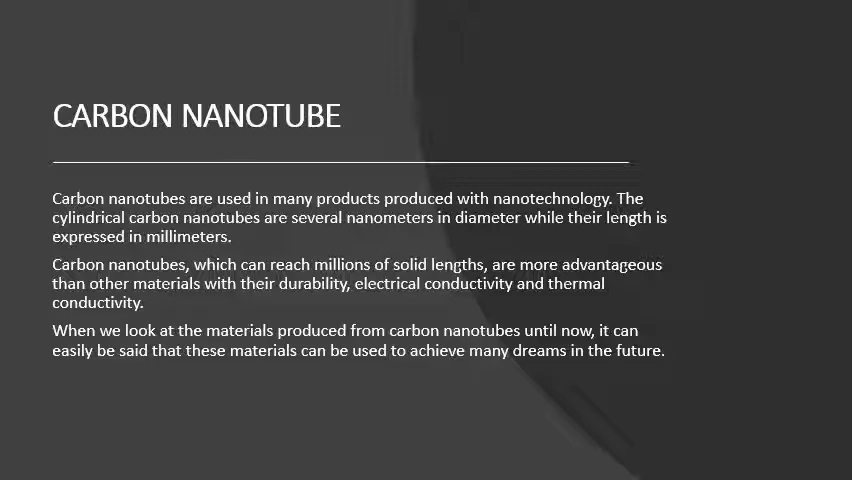 CARBON NANOTUBE
Carbon nanotubes are used in many products produced with nanotechnology. The
cylindrical carbon nanotubes are several nanometers in diameter while their length is
expressed in millimeters.
Carbon nanotubes, which can reach millions of solid lengths, are more advantageous
than other materials with their durability, electrical conductivity and thermal
conductivity.
When we look at the materials produced from carbon nanotubes until now, it can
easily be said that these materials can be used to achieve many dreams in the future.